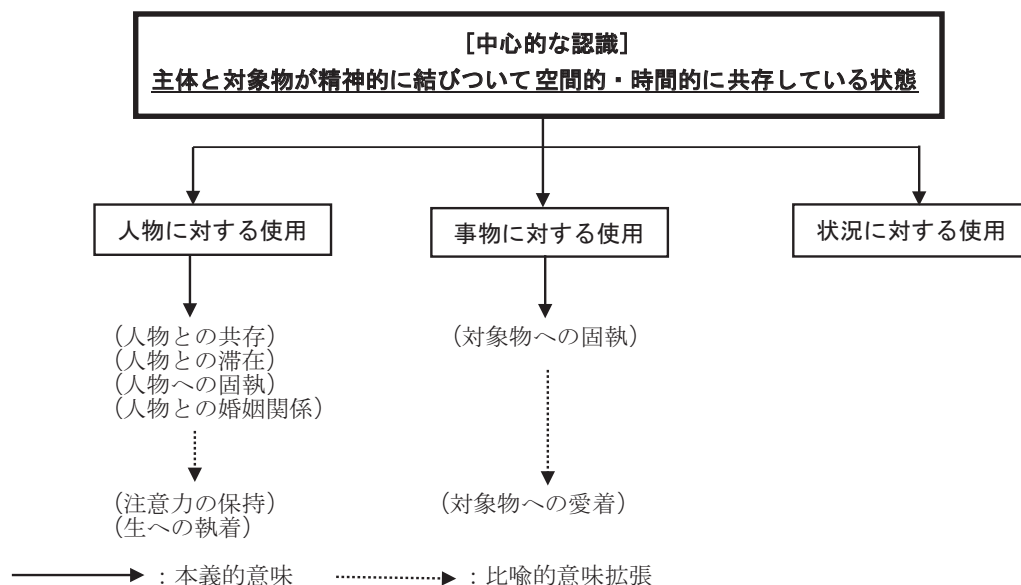 [中心的な認識]
主体と対象物が精神的に結びついて空間的・時間的に共存している状態
人物に対する使用
事物に対する使用
状況に対する使用
(人物との共存)
(人物との滞在)
(人物への固執)
(人物との婚姻関係)
(対象物への固執)
(注意力の保持)
(生への執着)
(対象物への愛着)
：本義的意味
：比喩的意味拡張